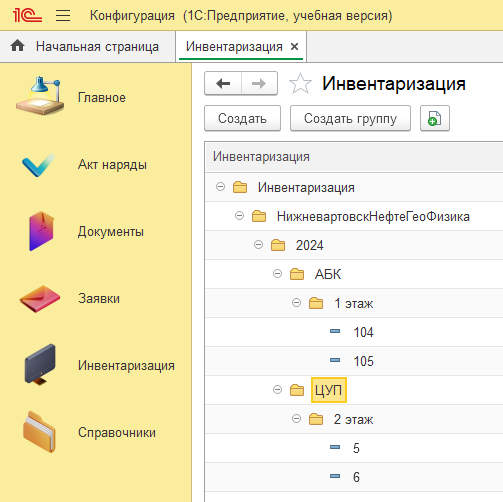 1С Конфигурация (1С:Предприятие, учебная версия)
Начальная страница Инвентаризация ×
Главное
Акт наряды
Документы
Заявки
Инвентаризация
Справочники
Инвентаризация
Создать Создать группу
Инвентаризация
Инвентаризация
НижневартовскНефтеГеоФизика
2024
АБК
1 этаж
104
105
ЦУП
2 этаж
5
6